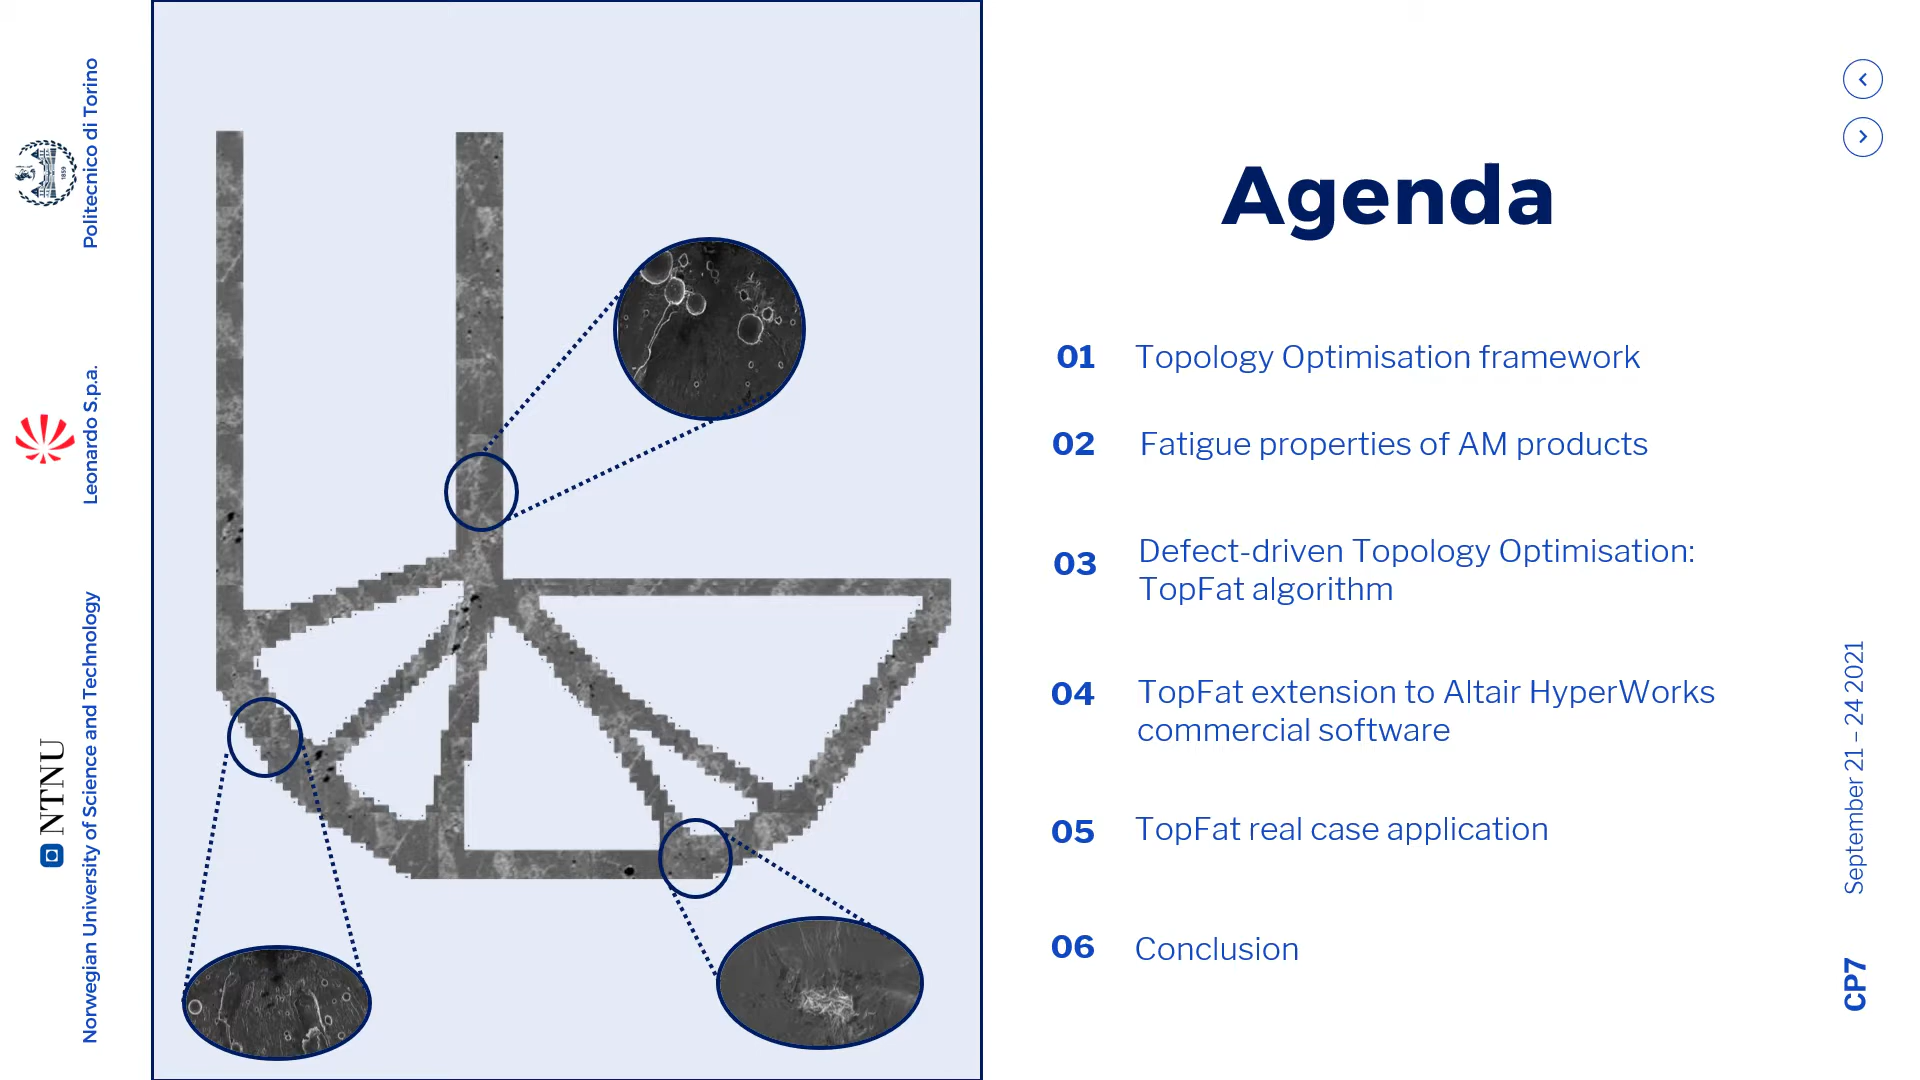 Politecnico di Torino
1859
Leonardo S.p.a.
NTNU
Norwegian University of Science and Technology
Agenda
01 Topology Optimisation framework
02 Fatigue properties of AM products
03 Defect-driven Topology Optimisation:
TopFat algorithm
04 TopFat extension to Altair HyperWorks
commercial software
05 TopFat real case application
06 Conclusion
September 21 – 24 2021
CP7